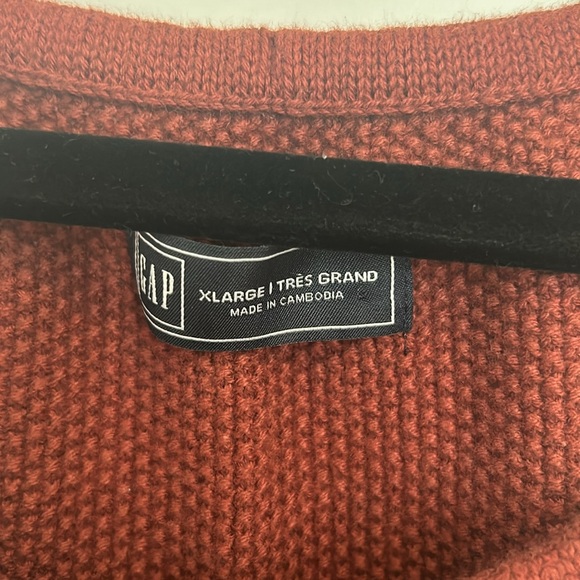 GAP
XLARGE | TRÈS GRAND
MADE IN CAMBODIA